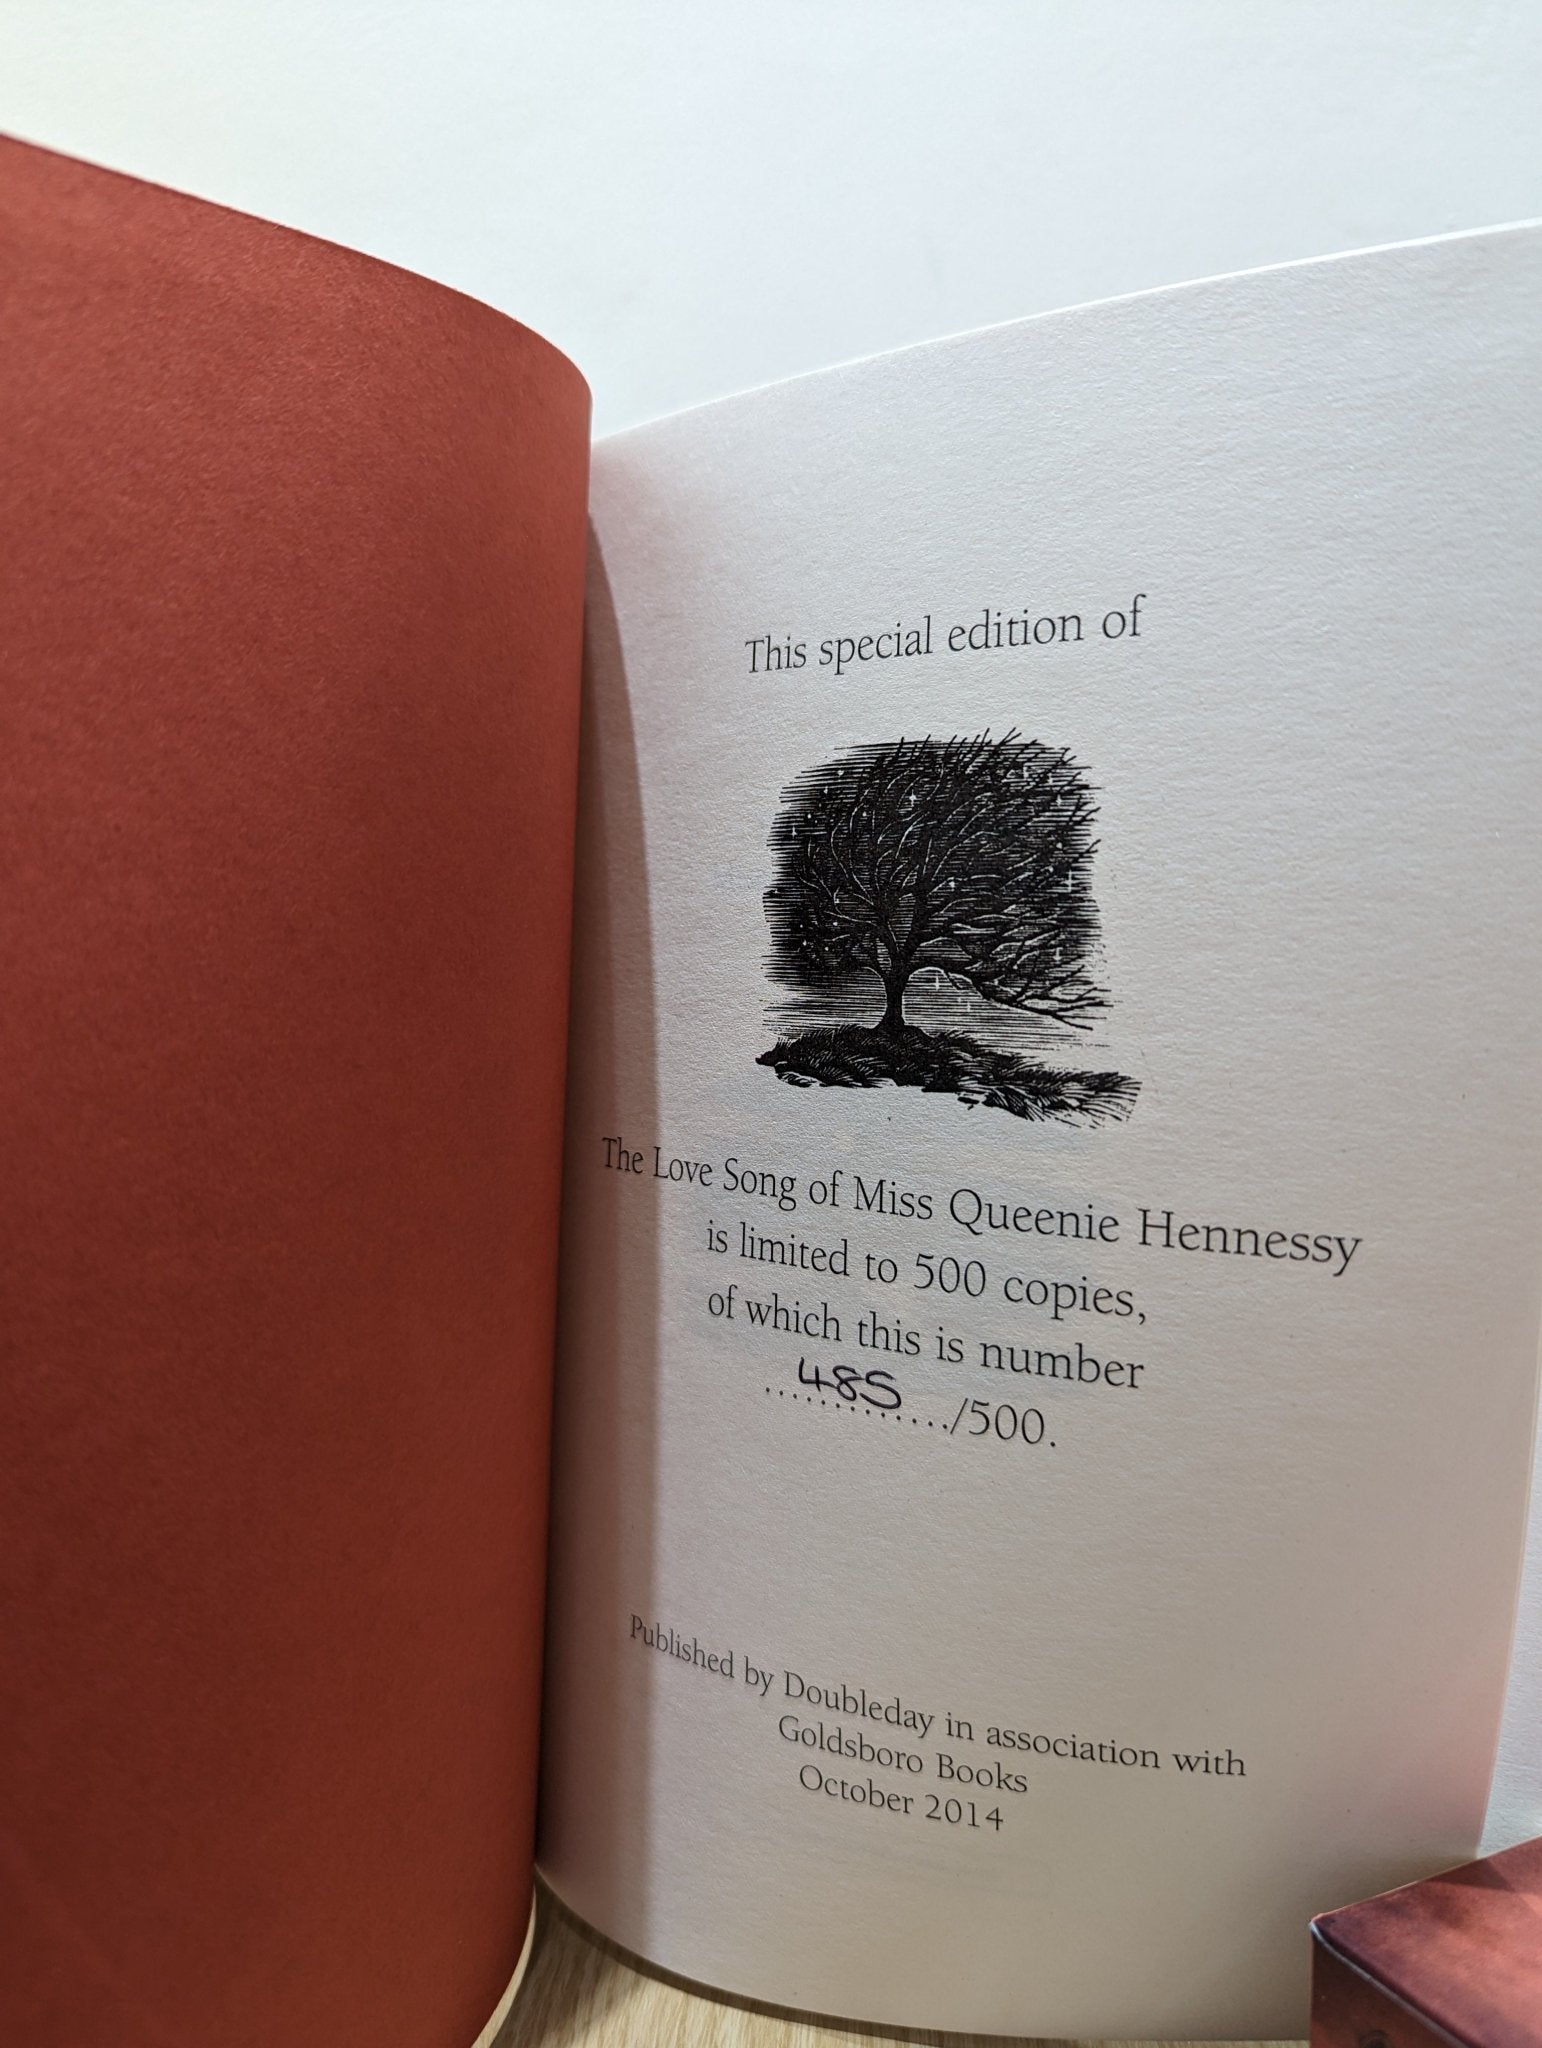 This special edition of
The Love Song of Miss Queenie Hennessy
is limited to 500 copies,
of which this is number
....485..../500.
Published by Doubleday in association with
Goldsboro Books
October 2014